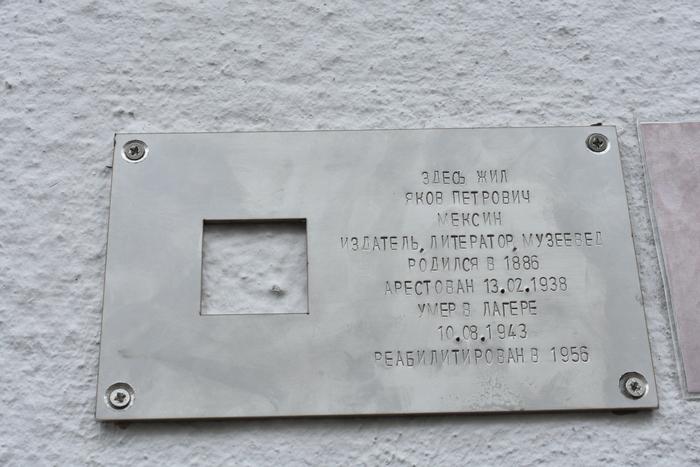 ЗДЕСЬ ЖИЛ
ЯКОВ ПЕТРОВИЧ
МЕКСИН
ИЗДАТЕЛЬ, ЛИТЕРАТОР, МУЗЕЕВЕД
РОДИЛСЯ В 1886
АРЕСТОВАН 13.02.1938
УМЕР В ЛАГЕРЕ
10.08.1943
РЕАБИЛИТИРОВАН В 1956